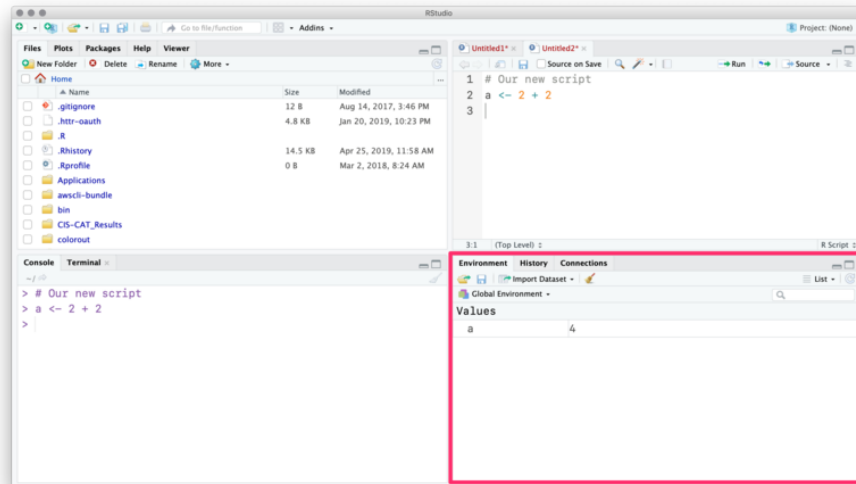 RStudio
Go to file/function Addins Project: (None)
Files Plots Packages Help Viewer
New Folder Delete Rename More
Home
Name Size Modified
.gitignore 12 B Aug 14, 2017, 3:46 PM
.httr-oauth 4.8 KB Jan 20, 2019, 10:23 PM
.R
.Rhistory 14.5 KB Apr 25, 2019, 11:58 AM
.Rprofile 0 B Mar 2, 2018, 8:24 AM
Applications
awscli-bundle
bin
CIS-CAT_Results
colorout
Untitled1* Untitled2*
Source on Save Run Source
1 # Our new script
2 a <- 2 + 2
3
3:1 (Top Level) R Script
Console Terminal
~/
> # Our new script
> a <- 2 + 2
>
Environment History Connections
Import Dataset List
Global Environment
Values
a 4